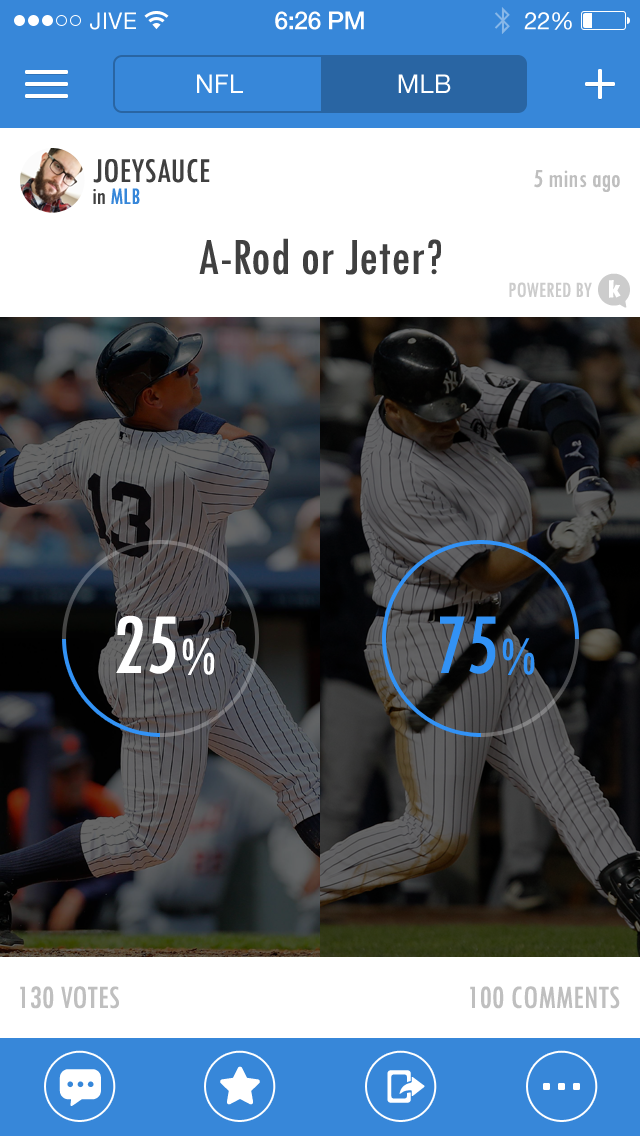 JIVE 6:26 PM 22%
NFL MLB
JOEYSAUCE
in MLB
5 mins ago
A-Rod or Jeter?
POWERED BY k
13
NY
2
25%
75%
130 VOTES
100 COMMENTS